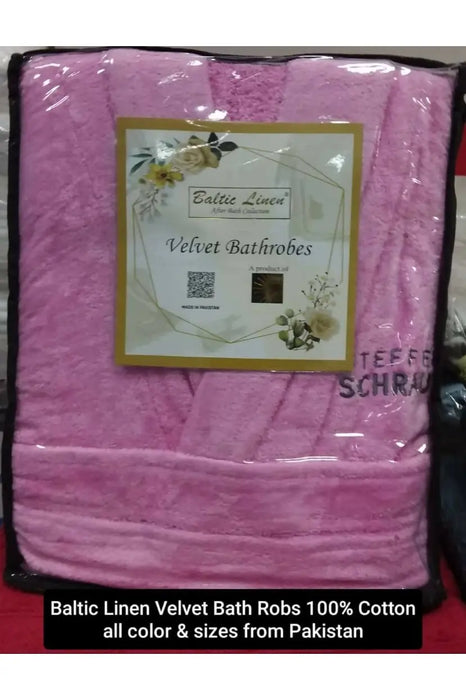 Baltic Linen®
After Bath Collection
Velvet Bathrobes
A product of
MADE IN PAKISTAN
STEFFE
SCHRAU
Baltic Linen Velvet Bath Robs 100% Cotton
all color & sizes from Pakistan